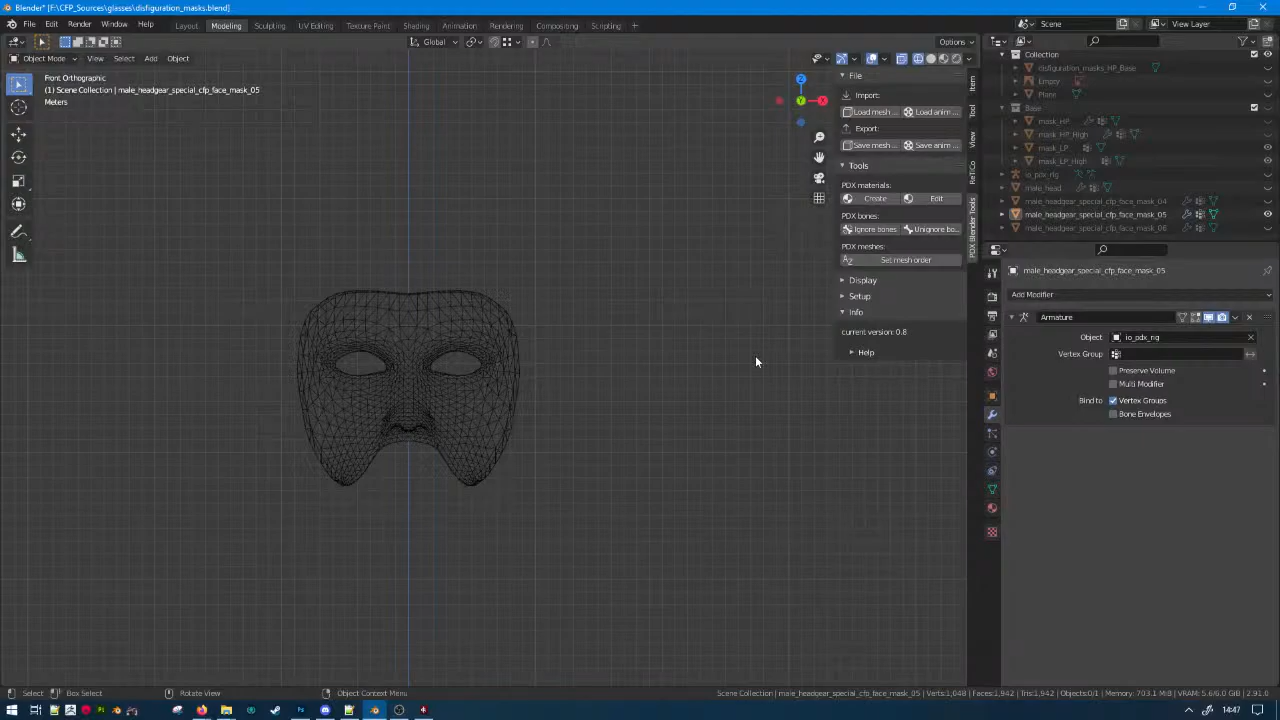 Blender* [F:\CFP_Sources\glasses\disfiguration_masks.blend]
File Edit Render Window Help
Layout Modeling Sculpting UV Editing Texture Paint Shading Animation Rendering Compositing Scripting +
Scene View Layer
Global Options
Object Mode View Select Add Object
Front Orthographic
(1) Scene Collection | male_headgear_special_cfp_face_mask_05
Meters
Z
Y
X
File
Import:
Load mesh ... Load anim ...
Export:
Save mesh ... Save anim ...
Tools
PDX materials:
Create Edit
PDX bones:
Ignore bones Unignore bo...
PDX meshes:
Set mesh order
Display
Setup
Info
current version: 0.8
Help
Item
Tool
View
ReTiCo
PDX Blender Tools
Collection
disfiguration_masks_HP_Base
Empty
Plane
Base
mask_HP
mask_HP_High
mask_LP
mask_LP_High
io_pdx_rig
male_head
male_headgear_special_cfp_face_mask_04
male_headgear_special_cfp_face_mask_05
male_headgear_special_cfp_face_mask_06
male_headgear_special_cfp_face_mask_05
Add Modifier
Armature
Object io_pdx_rig
Vertex Group
Preserve Volume
Multi Modifier
Bind to Vertex Groups
Bone Envelopes
Select Box Select Rotate View Object Context Menu
Scene Collection | male_headgear_special_cfp_face_mask_05 | Verts:1,048 | Faces:1,942 | Tris:1,942 | Objects:0/1 | Memory: 703.1 MiB | VRAM: 5.6/6.0 GiB | 2.91.0
14:47